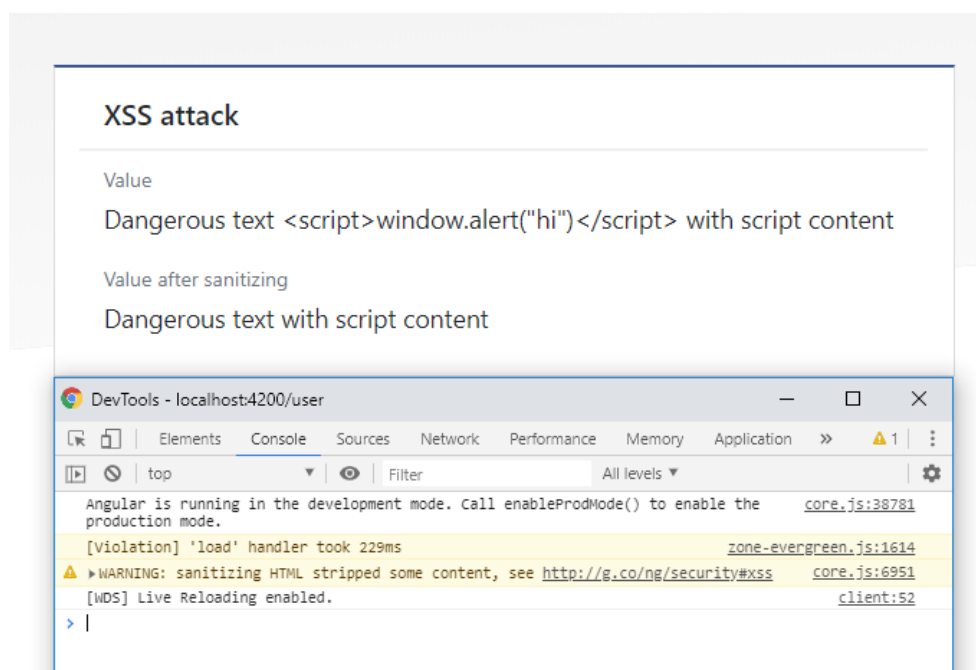 XSS attack
Value
Dangerous text <script>window.alert("hi")</script> with script content
Value after sanitizing
Dangerous text with script content
DevTools - localhost:4200/user
Elements Console Sources Network Performance Memory Application » 1
top Filter All levels
Angular is running in the development mode. Call enableProdMode() to enable the core.js:38781
production mode.
[Violation] 'load' handler took 229ms zone-evergreen.js:1614
WARNING: sanitizing HTML stripped some content, see http://g.co/ng/security#xss core.js:6951
[WDS] Live Reloading enabled. client:52
>